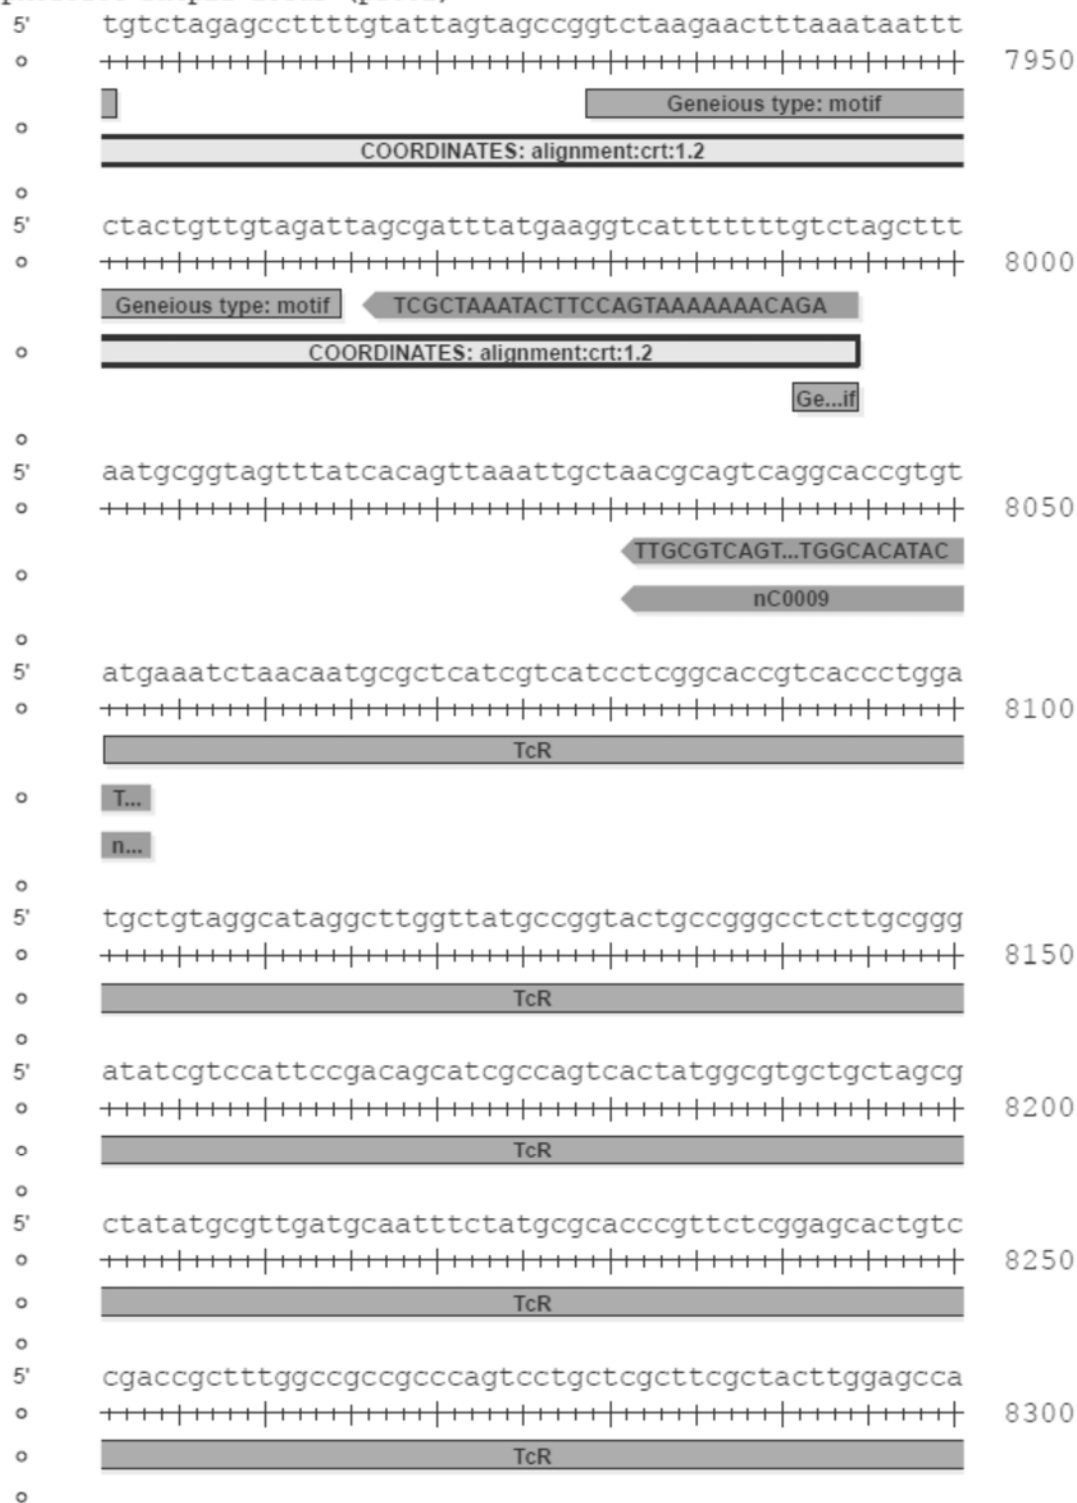 5' tgtctagagccttttgtattagtagccggtctaagaactttaaataattt
7950
Geneious type: motif
COORDINATES: alignment:crt:1.2
5' ctactgttgtagattagcgatttatgaaggtcatttttttgtctagcttt
8000
Geneious type: motif TCGCTAAATACTTCCAGTAAAAAAACAGA
COORDINATES: alignment:crt:1.2
Ge...if
5' aatgcggtagtttatcacagttaaattgctaacgcagtcaggcaccgtgt
8050
TTGCGTCAGT...TGGCACATAC
nC0009
5' atgaaatctaacaatgcgctcatcgtcatcctcggcaccgtcaccctgga
8100
TcR
T...
n...
5' tgctgtaggcataggcttggttatgccggtactgccgggcctcttgcggg
8150
TcR
5' atatcgtccattccgacagcatcgccagtcactatggcgtgctgctagcg
8200
TcR
5' ctatatgcgttgatgcaatttctatgcgcacccgttctcggagcactgtc
8250
TcR
5' cgaccgctttggccgccgcccagtcctgctcgcttcgctacttggagcca
8300
TcR